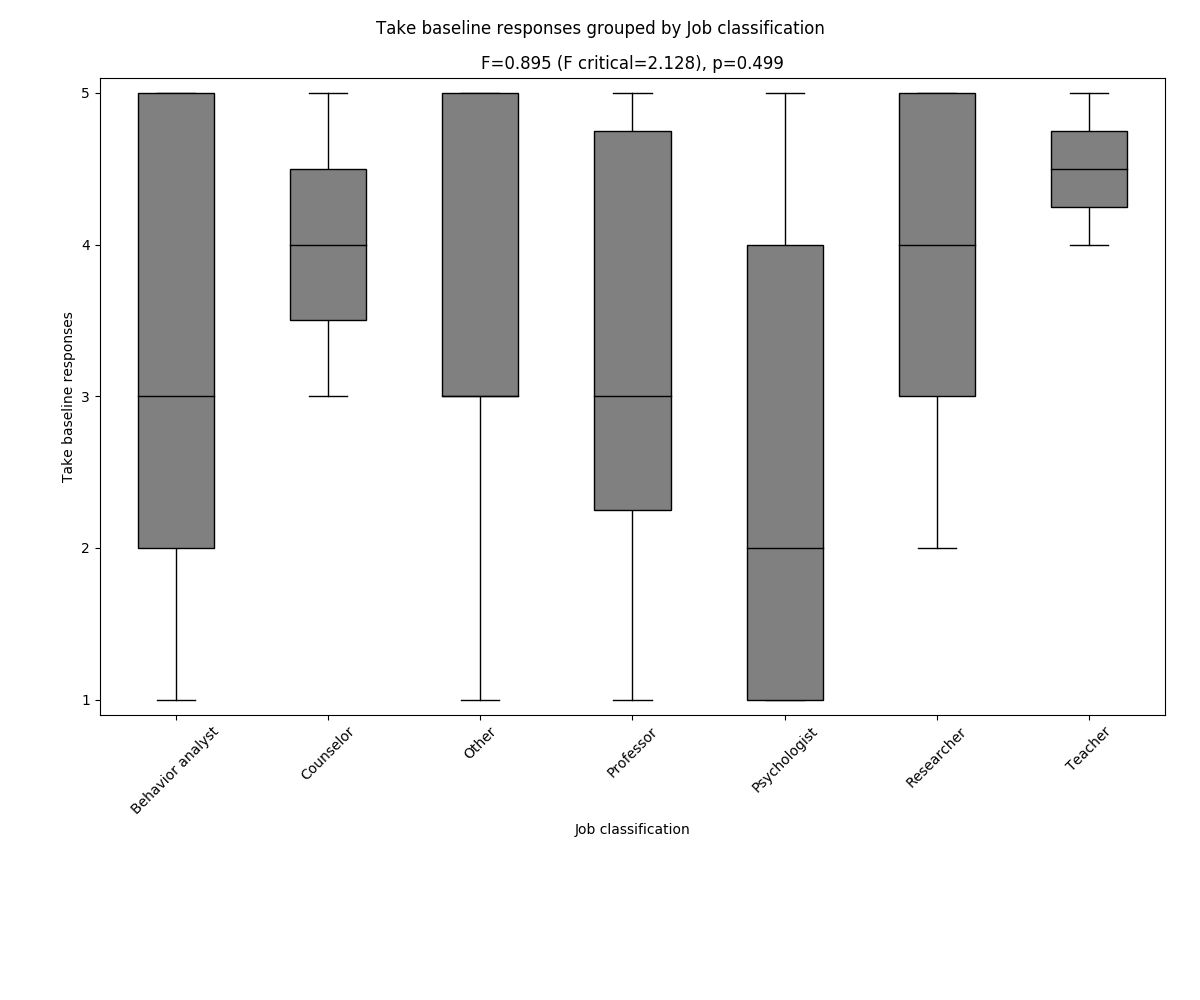 Take baseline responses grouped by Job classification
F=0.895 (F critical=2.128), p=0.499
5
4
3
2
1
Take baseline responses
Behavior analyst
Counselor
Other
Professor
Psychologist
Researcher
Teacher
Job classification